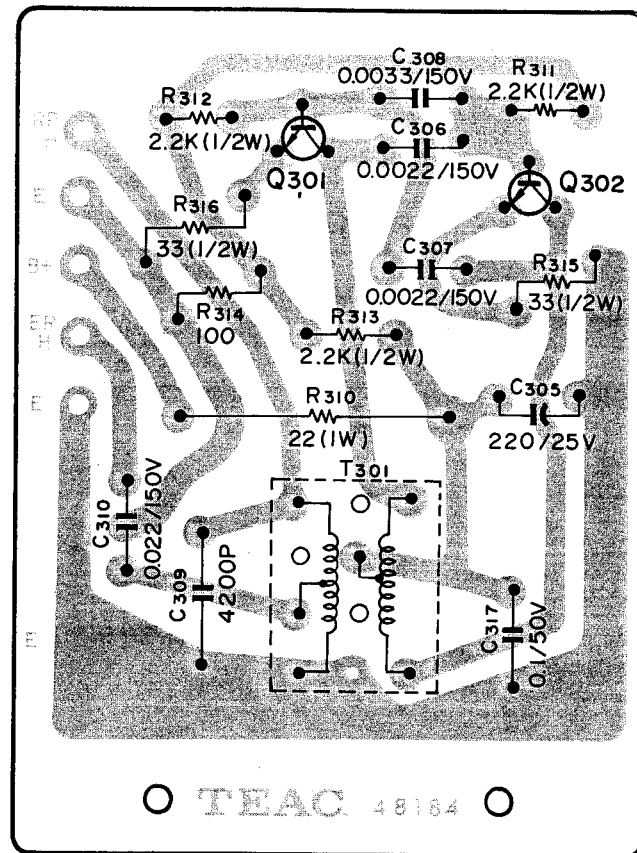 C308
0.0033/150V
R311
2.2K(1/2W)
R312
2.2K(1/2W)
C306
0.0022/150V
Q301
Q302
R316
33(1/2W)
C307
0.0022/150V
R315
33(1/2W)
R314
100
R313
2.2K(1/2W)
R310
22(1W)
C305
220/25V
T301
C310
0.022/150V
C309
4200P
C317
0.1/50V
TEAC 48184